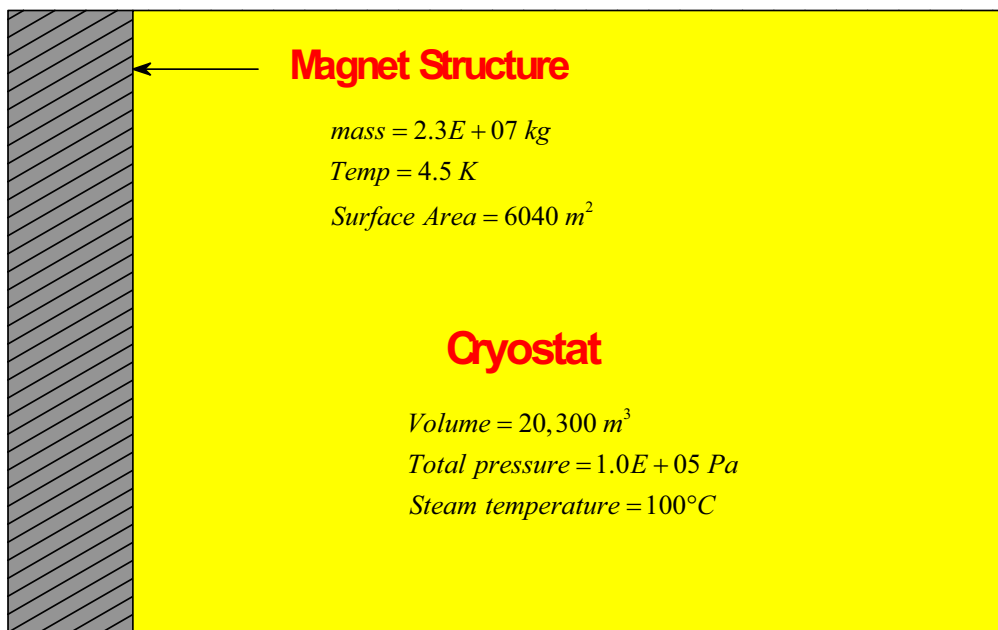 Magnet Structure
mass = 2.3E + 07 kg
Temp = 4.5 K
Surface Area = 6040 m²
Cryostat
Volume = 20,300 m³
Total pressure = 1.0E + 05 Pa
Steam temperature = 100°C